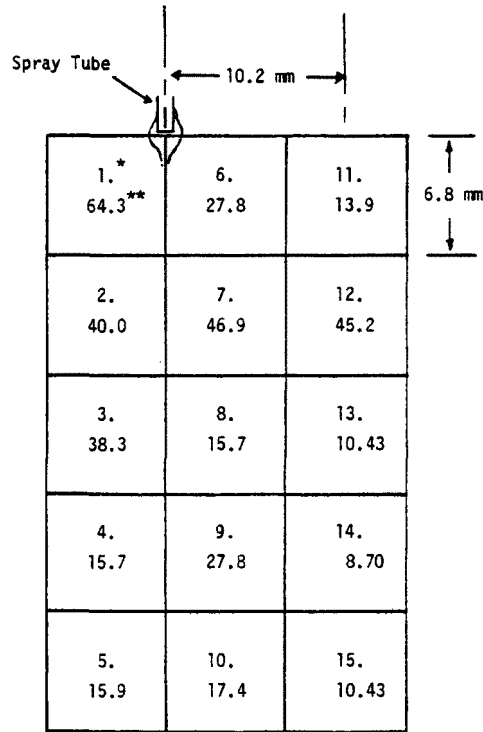 Spray Tube
10.2 mm
6.8 mm
1.* 6. 11.
64.3** 27.8 13.9
2. 7. 12.
40.0 46.9 45.2
3. 8. 13.
38.3 15.7 10.43
4. 9. 14.
15.7 27.8 8.70
5. 10. 15.
15.9 17.4 10.43